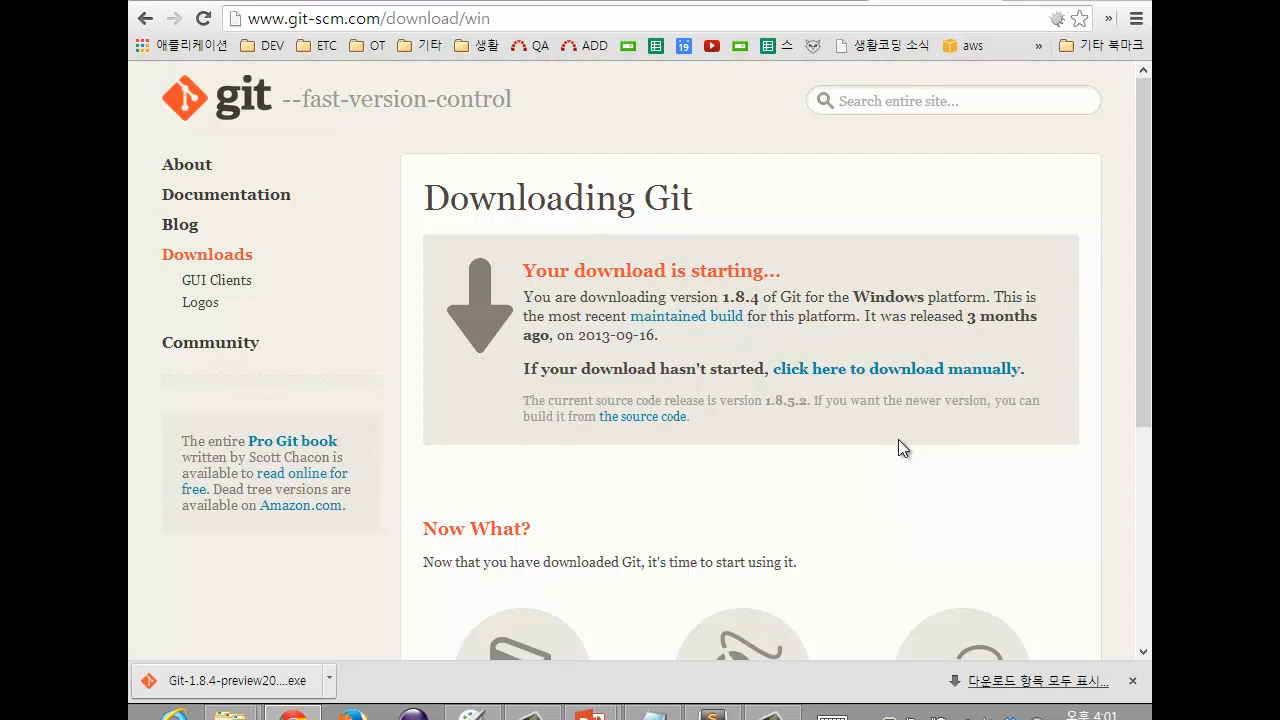 www.git-scm.com/download/win
애플리케이션 DEV ETC OT 기타 생활 QA ADD 19 스 생활코딩 소식 aws » 기타 북마크
git --fast-version-control
Search entire site...
About
Documentation
Blog
Downloads
GUI Clients
Logos
Community
The entire Pro Git book
written by Scott Chacon is
available to read online for
free. Dead tree versions are
available on Amazon.com.
Downloading Git
Your download is starting...
You are downloading version 1.8.4 of Git for the Windows platform. This is
the most recent maintained build for this platform. It was released 3 months
ago, on 2013-09-16.
If your download hasn't started, click here to download manually.
The current source code release is version 1.8.5.2. If you want the newer version, you can
build it from the source code.
Now What?
Now that you have downloaded Git, it's time to start using it.
Git-1.8.4-preview20....exe
다운로드 항목 모두 표시...
오후 4:01